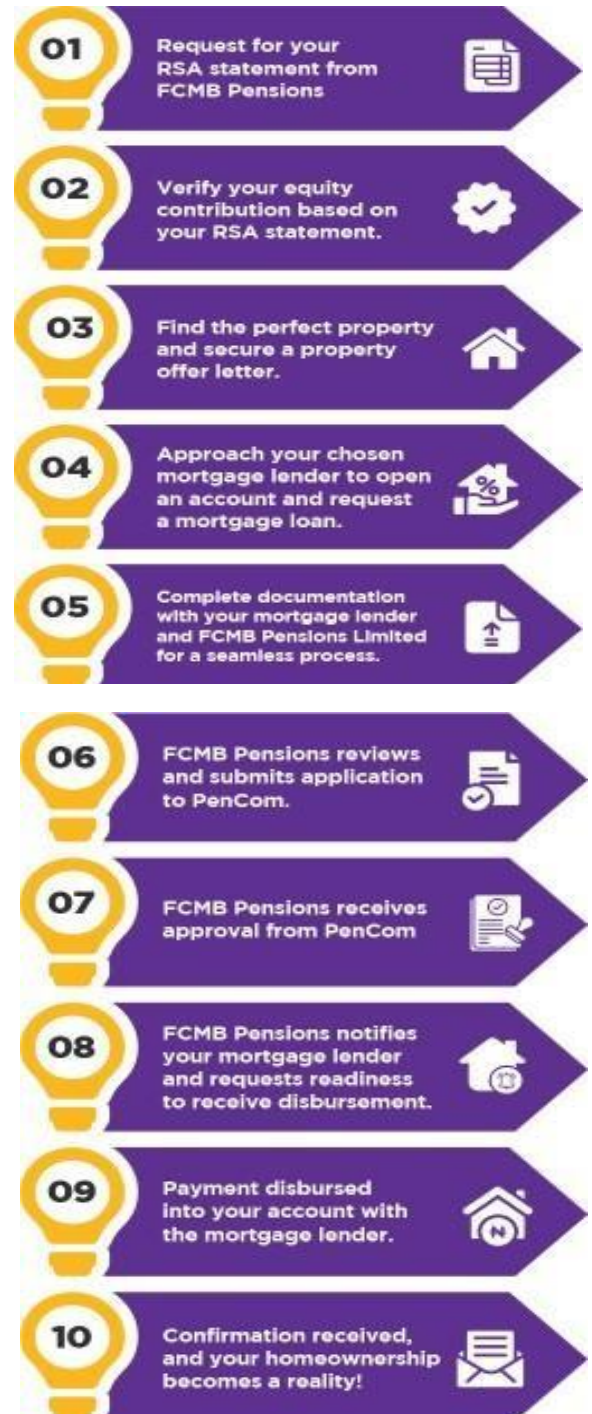 01
Request for your
RSA statement from
FCMB Pensions
02
Verify your equity
contribution based on
your RSA statement.
03
Find the perfect property
and secure a property
offer letter.
04
Approach your chosen
mortgage lender to open
an account and request
a mortgage loan.
%
05
Complete documentation
with your mortgage lender
and FCMB Pensions Limited
for a seamless process.
06
FCMB Pensions reviews
and submits application
to PenCom.
07
FCMB Pensions receives
approval from PenCom
08
FCMB Pensions notifies
your mortgage lender
and requests readiness
to receive disbursement.
09
Payment disbursed
into your account with
the mortgage lender.
N
10
Confirmation received,
and your homeownership
becomes a reality!